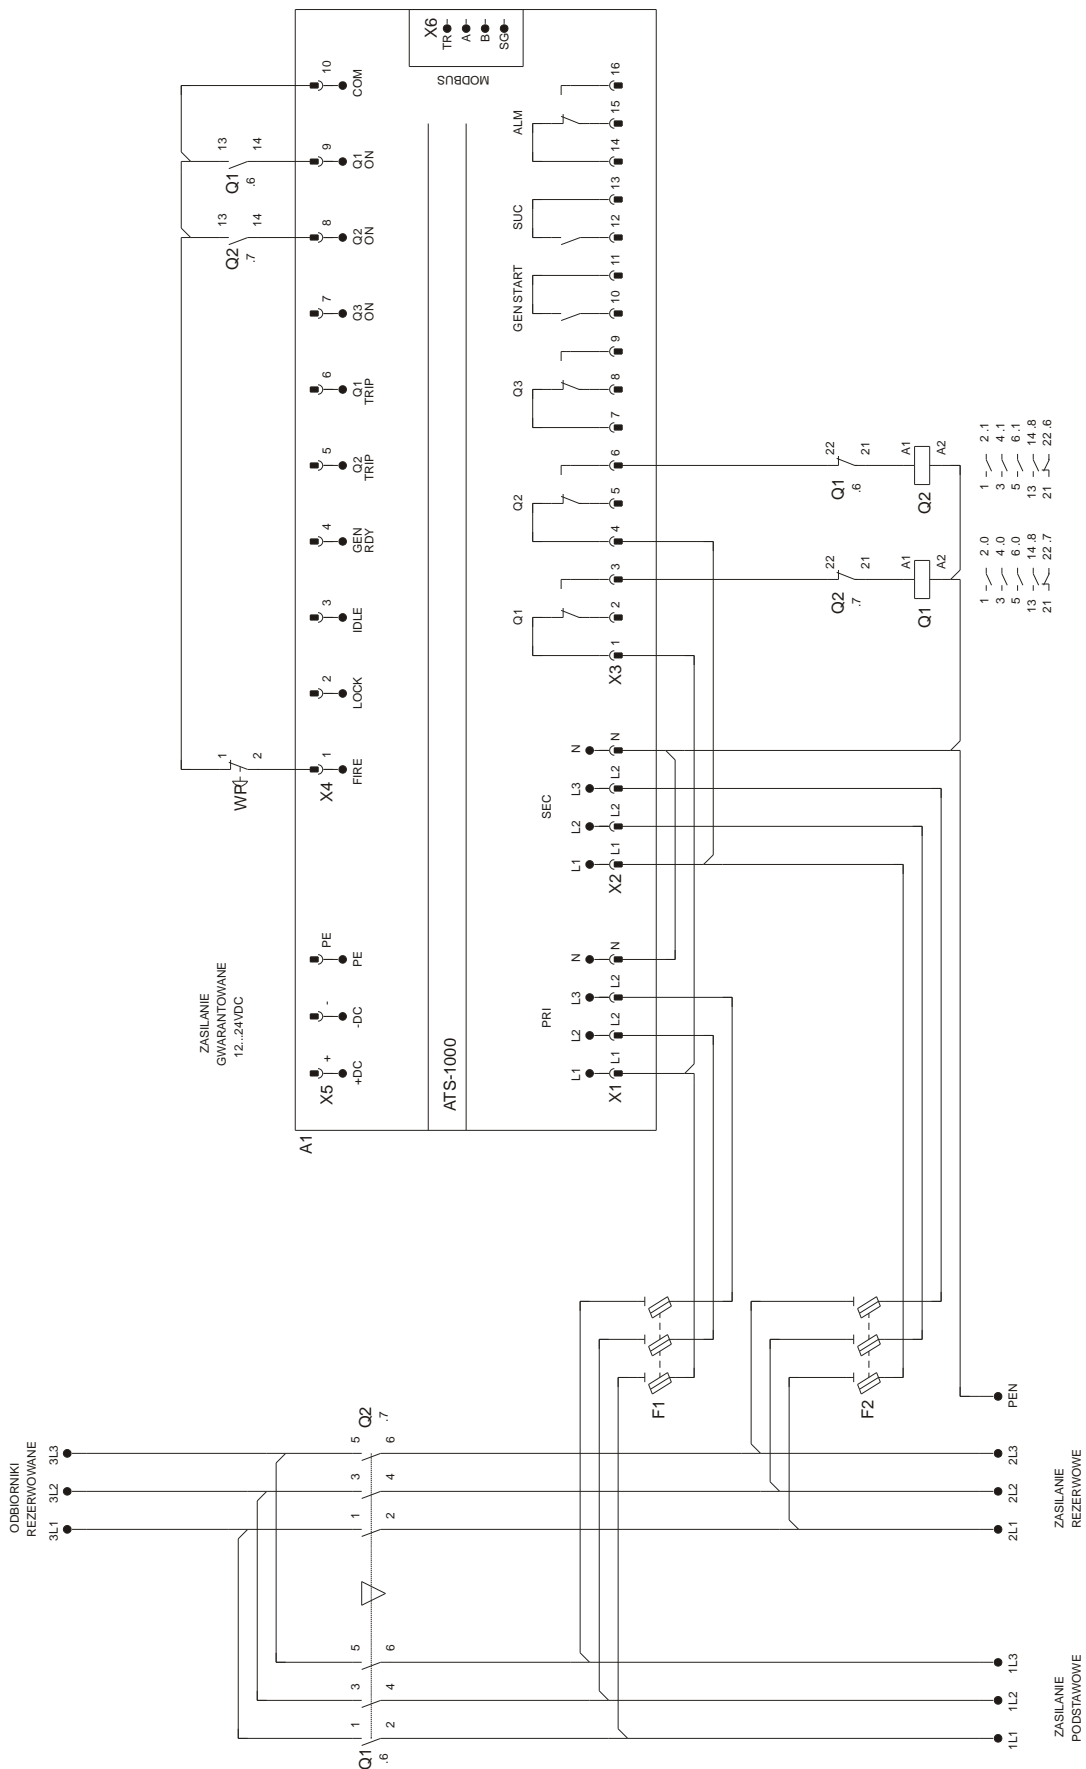 ODBIORNIKI
REZERWOWANE
3L1
3L2
3L3
Q1
.6
1
2
3
4
5
6
Q2
.7
1
2
3
4
5
6
1L1
1L2
1L3
ZASILANIE
PODSTAWOWE
2L1
2L2
2L3
ZASILANIE
REZERWOWE
PEN
F1
F2
ZASILANIE
GWARANTOWANE
12...24VDC
A1
ATS-1000
X5
+
-
PE
+DC
-DC
PE
X4
1
2
3
4
5
6
7
8
9
10
FIRE
LOCK
IDLE
GEN
RDY
Q2
TRIP
Q1
TRIP
Q3
ON
Q2
ON
Q1
ON
COM
WP
1
2
Q2
.7
13
14
Q1
.6
13
14
X6
TR
A
B
SG
MODBUS
PRI
L1
L2
L3
N
X1
L1
L2
L2
N
SEC
L1
L2
L3
N
X2
L1
L2
L2
N
Q1
Q2
Q3
GEN START
SUC
ALM
X3
1
2
3
4
5
6
7
8
9
10
11
12
13
14
15
16
Q2
.7
22
21
Q1
A1
A2
Q1
.6
22
21
Q2
A1
A2
1 2.0
3 4.0
5 6.0
13 14.8
21 22.7
1 2.1
3 4.1
5 6.1
13 14.8
21 22.6